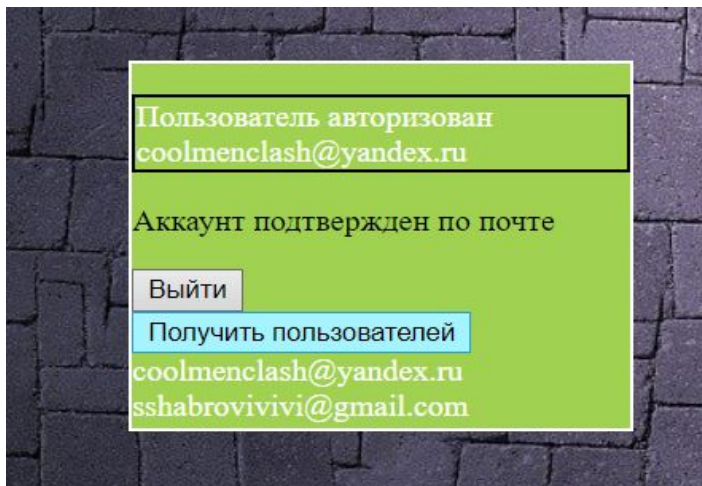 Пользователь авторизован
coolmenclash@yandex.ru
Аккаунт подтвержден по почте
Выйти
Получить пользователей
coolmenclash@yandex.ru
sshabrovivivi@gmail.com